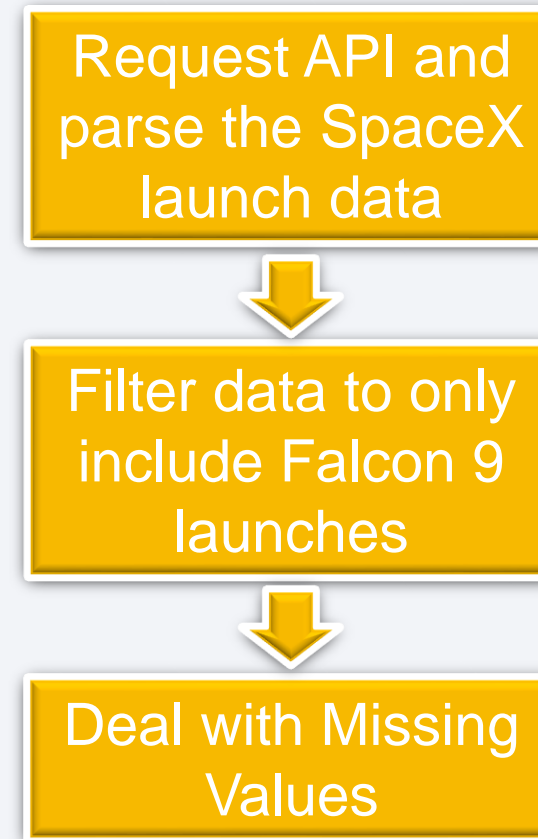 Request API and
parse the SpaceX
launch data
Filter data to only
include Falcon 9
launches
Deal with Missing
Values